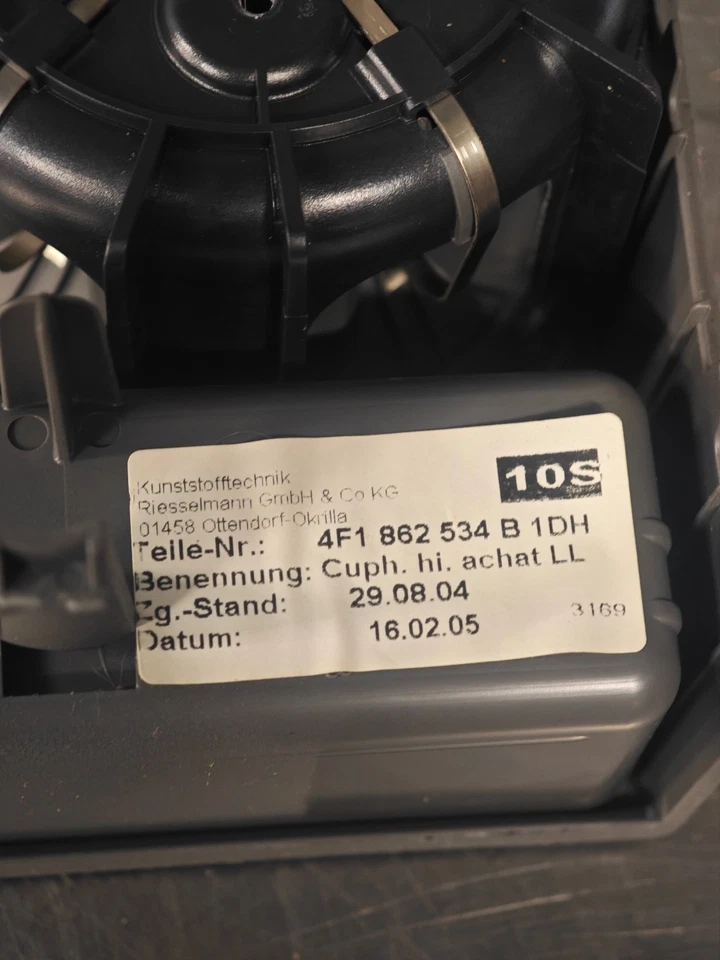 Kunststofftechnik
Riesselmann GmbH & Co KG
01458 Ottendorf-Okrilla
10S
Teile-Nr.: 4F1 862 534 B 1DH
Benennung: Cuph. hi. achat LL
Zg.-Stand: 29.08.04
Datum: 16.02.05
3169